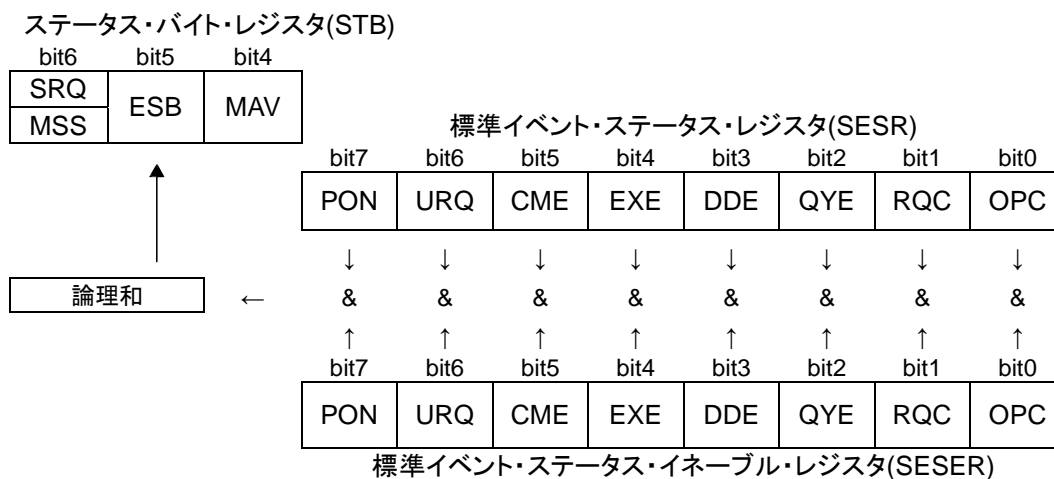 ステータス・バイト・レジスタ(STB)
bit6 bit5 bit4
SRQ
MSS
ESB MAV
標準イベント・ステータス・レジスタ(SESR)
bit7 bit6 bit5 bit4 bit3 bit2 bit1 bit0
PON URQ CME EXE DDE QYE RQC OPC
↓ ↓ ↓ ↓ ↓ ↓ ↓ ↓
論理和 ← & & & & & & & &
↑ ↑ ↑ ↑ ↑ ↑ ↑ ↑
bit7 bit6 bit5 bit4 bit3 bit2 bit1 bit0
PON URQ CME EXE DDE QYE RQC OPC
標準イベント・ステータス・イネーブル・レジスタ(SESER)